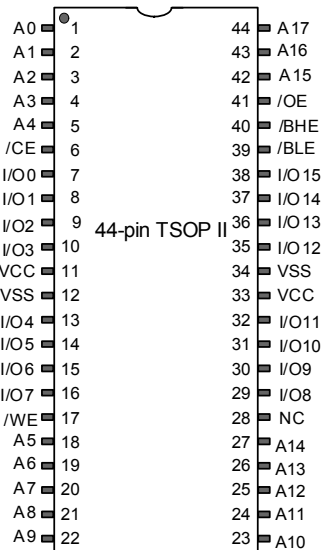 A0 1 44 A17
A1 2 43 A16
A2 3 42 A15
A3 4 41 /OE
A4 5 40 /BHE
/CE 6 39 /BLE
I/O0 7 38 I/O15
I/O1 8 37 I/O14
I/O2 9 44-pin TSOP II 36 I/O13
I/O3 10 35 I/O12
VCC 11 34 VSS
VSS 12 33 VCC
I/O4 13 32 I/O11
I/O5 14 31 I/O10
I/O6 15 30 I/O9
I/O7 16 29 I/O8
/WE 17 28 NC
A5 18 27 A14
A6 19 26 A13
A7 20 25 A12
A8 21 24 A11
A9 22 23 A10